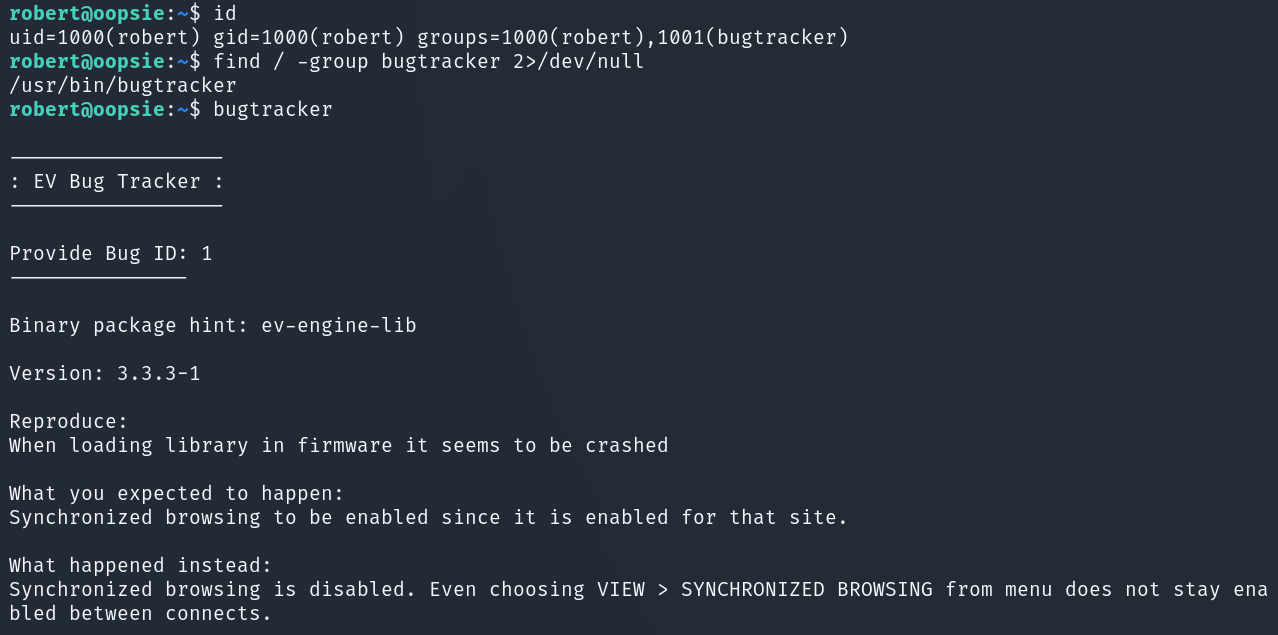 robert@oopsie:~$ id
uid=1000(robert) gid=1000(robert) groups=1000(robert),1001(bugtracker)
robert@oopsie:~$ find / -group bugtracker 2>/dev/null
/usr/bin/bugtracker
robert@oopsie:~$ bugtracker
------------------
: EV Bug Tracker :
------------------
Provide Bug ID: 1
---------------
Binary package hint: ev-engine-lib
Version: 3.3.3-1
Reproduce:
When loading library in firmware it seems to be crashed
What you expected to happen:
Synchronized browsing to be enabled since it is enabled for that site.
What happened instead:
Synchronized browsing is disabled. Even choosing VIEW > SYNCHRONIZED BROWSING from menu does not stay ena
bled between connects.